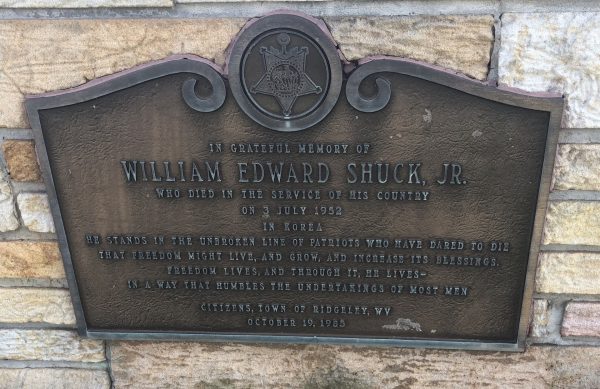 IN GRATEFUL MEMORY OF
WILLIAM EDWARD SHUCK, JR.
WHO DIED IN THE SERVICE OF HIS COUNTRY
ON 3 JULY 1952
IN KOREA
HE STANDS IN THE UNBROKEN LINE OF PATRIOTS WHO HAVE DARED TO DIE
THAT FREEDOM MIGHT LIVE, AND GROW, AND INCREASE ITS BLESSINGS.
FREEDOM LIVES, AND THROUGH IT, HE LIVES—
IN A WAY THAT HUMBLES THE UNDERTAKINGS OF MOST MEN
CITIZENS, TOWN OF RIDGELEY, WV
OCTOBER 19, 1985